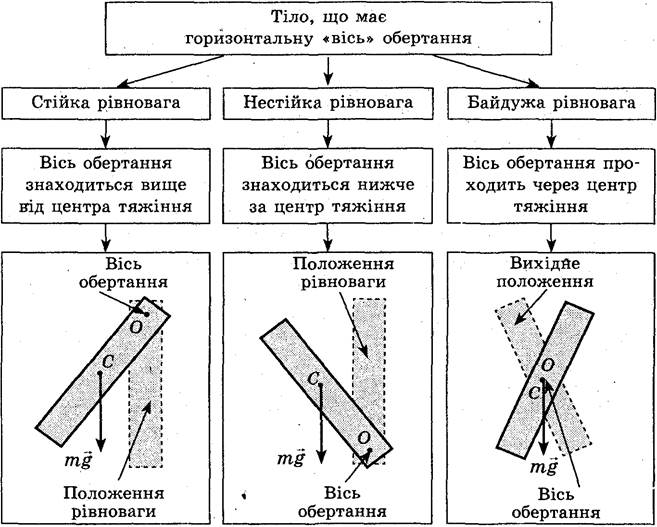 Тіло, що має
горизонтальну «вісь» обертання
Стійка рівновага
Нестійка рівновага
Байдужа рівновага
Вісь обертання
знаходиться вище
від центра тяжіння
Вісь обертання
знаходиться нижче
за центр тяжіння
Вісь обертання про-
ходить через центр
тяжіння
Вісь
обертання
O
C
mg⃗
Положення
рівноваги
Положення
рівноваги
C
O
mg⃗
Вісь
обертання
Вихідне
положення
O
C
mg⃗
Вісь
обертання